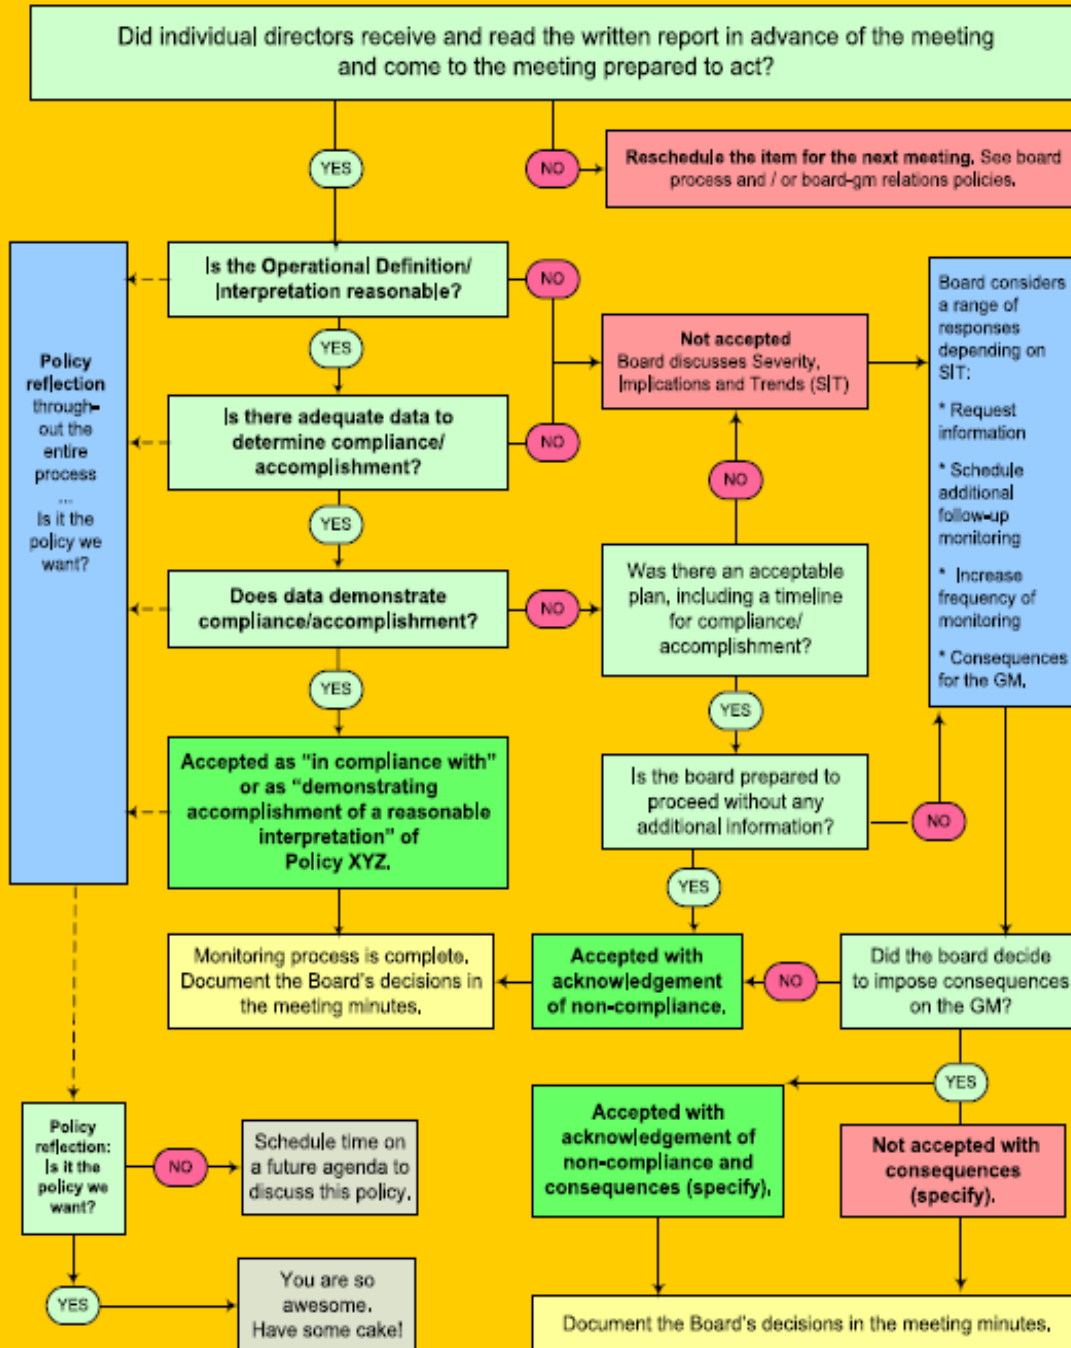 Did individual directors receive and read the written report in advance of the meeting
and come to the meeting prepared to act?
YES
NO
Reschedule the item for the next meeting. See board
process and / or board-gm relations policies.
Is the Operational Definition/
Interpretation reasonable?
NO
YES
Policy
reflection
through-
out the
entire
process
...
Is it the
policy we
want?
Not accepted
Board discusses Severity,
Implications and Trends (SIT)
Board considers
a range of
responses
depending on
SIT:
* Request
information
* Schedule
additional
follow-up
monitoring
* Increase
frequency of
monitoring
* Consequences
for the GM.
Is there adequate data to
determine compliance/
accomplishment?
NO
YES
NO
Does data demonstrate
compliance/accomplishment?
NO
Was there an acceptable
plan, including a timeline
for compliance/
accomplishment?
YES
YES
Accepted as “in compliance with”
or as “demonstrating
accomplishment of a reasonable
interpretation” of
Policy XYZ.
Is the board prepared to
proceed without any
additional information?
NO
YES
Monitoring process is complete.
Document the Board's decisions in
the meeting minutes.
Accepted with
acknowledgement
of non-compliance.
NO
Did the board decide
to impose consequences
on the GM?
YES
Accepted with
acknowledgement of
non-compliance and
consequences (specify).
Not accepted with
consequences
(specify).
Policy
reflection:
Is it the
policy we
want?
NO
Schedule time on
a future agenda to
discuss this policy.
YES
You are so
awesome.
Have some cake!
Document the Board's decisions in the meeting minutes.